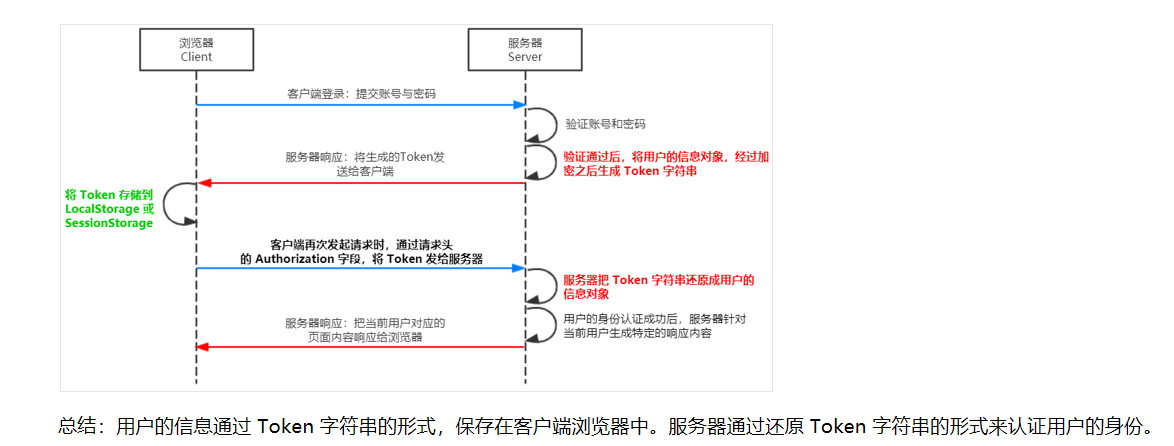 浏览器
Client
服务器
Server
客户端登录：提交账号与密码
验证账号和密码
服务器响应：将生成的Token发
送给客户端
验证通过后，将用户的信息对象，经过加
密之后生成 Token 字符串
将 Token 存储到
LocalStorage 或
SessionStorage
客户端再次发起请求时，通过请求头
的 Authorization 字段，将 Token 发给服务器
服务器把 Token 字符串还原成用户的
信息对象
用户的身份认证成功后，服务器针对
当前用户生成特定的响应内容
服务器响应：把当前用户对应的
页面内容响应给浏览器
总结：用户的信息通过 Token 字符串的形式，保存在客户端浏览器中。服务器通过还原 Token 字符串的形式来认证用户的身份。